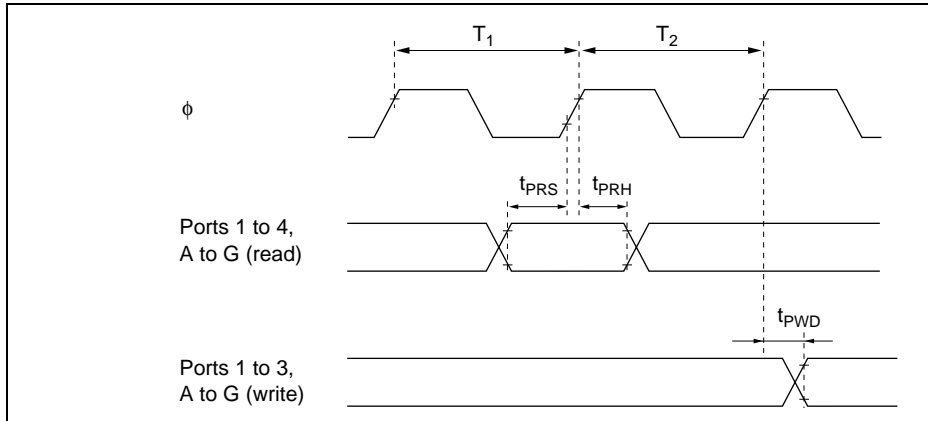 T₁
T₂
ϕ
tPRS
tPRH
Ports 1 to 4,
A to G (read)
tPWD
Ports 1 to 3,
A to G (write)